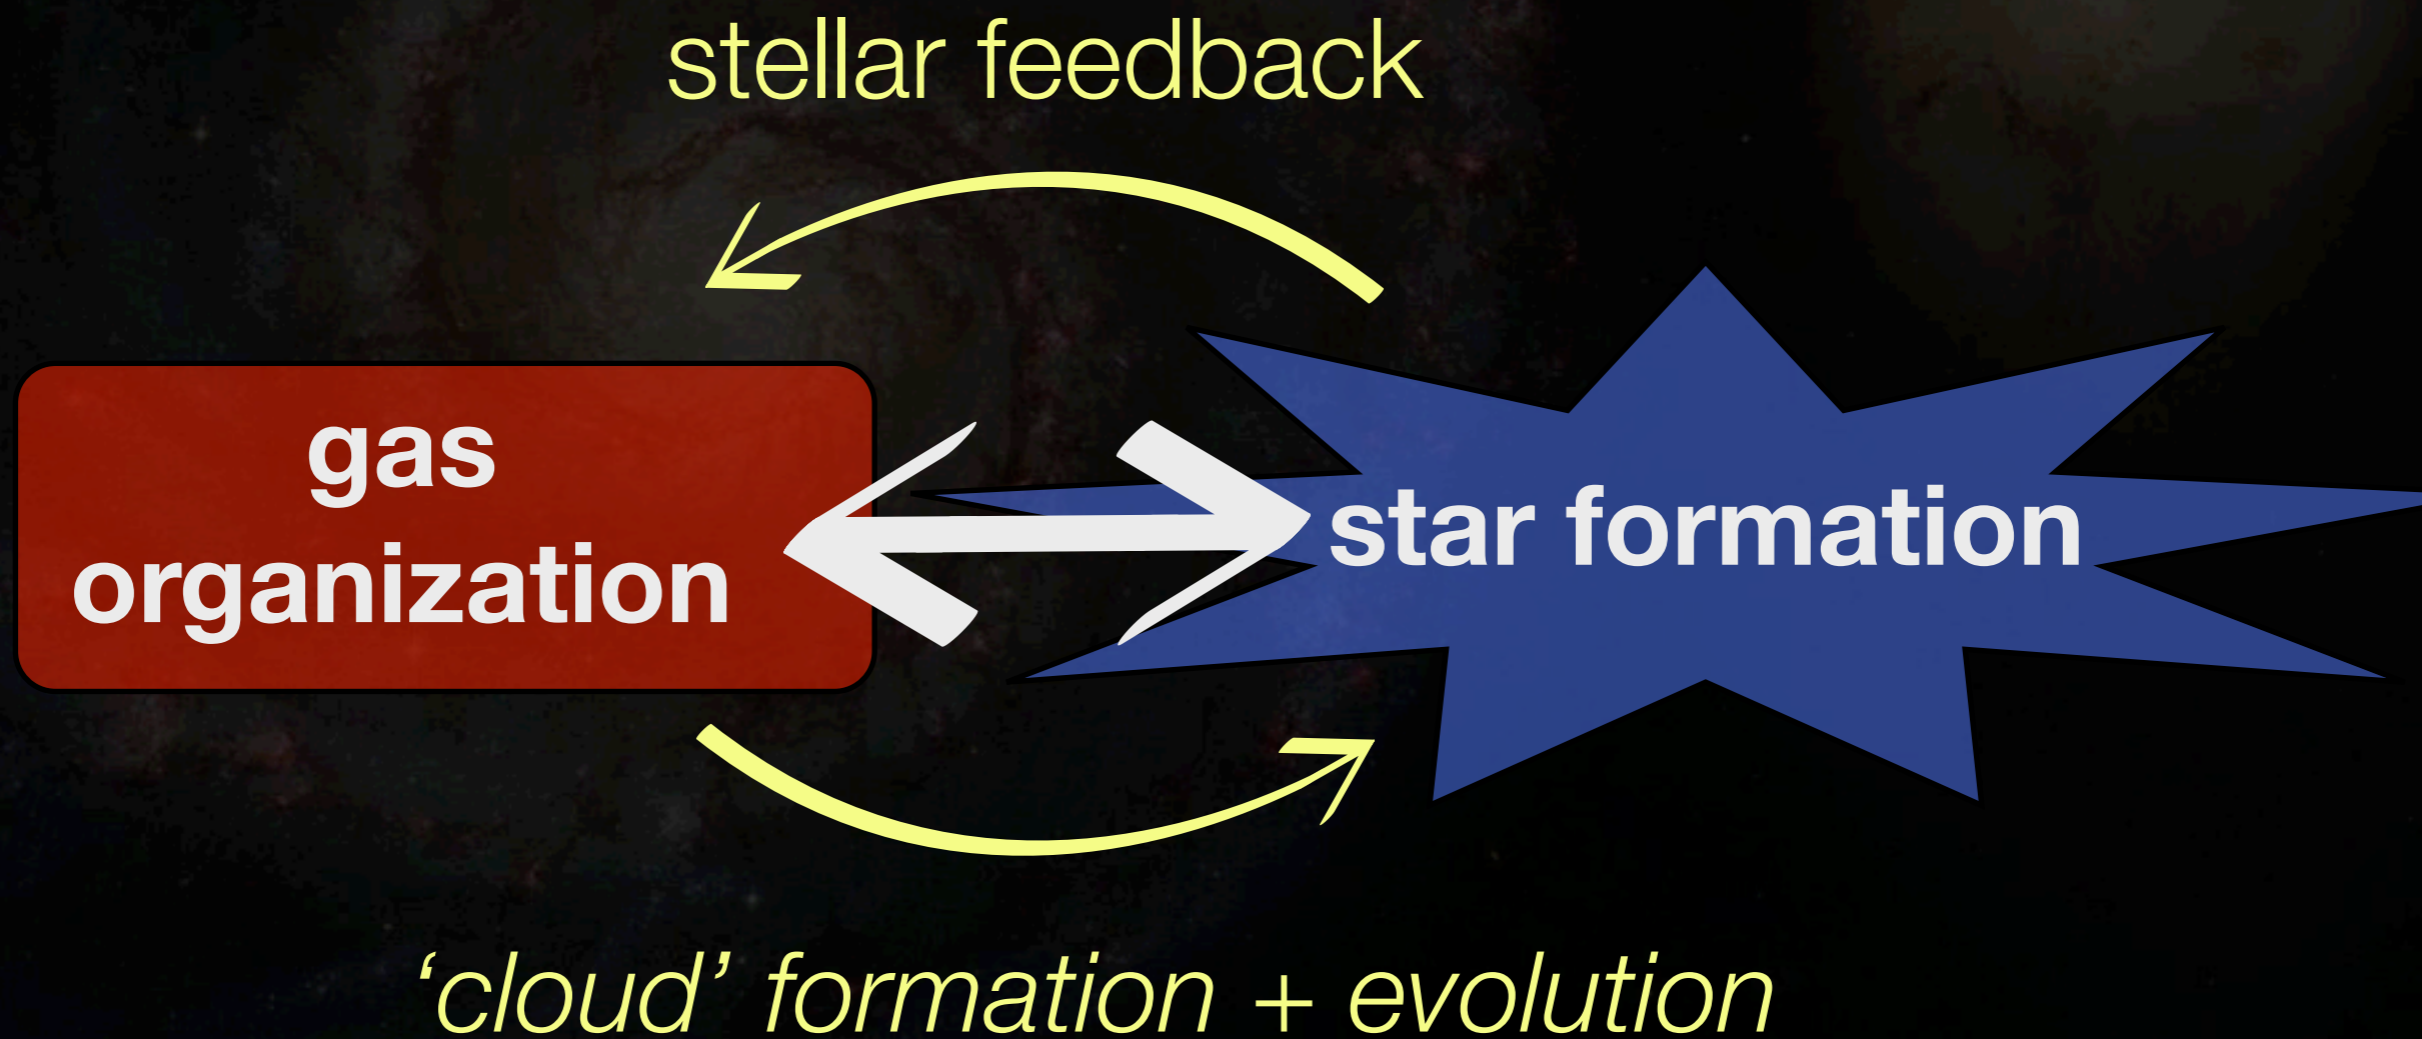 stellar feedback
gas
organization
star formation
‘cloud’ formation + evolution